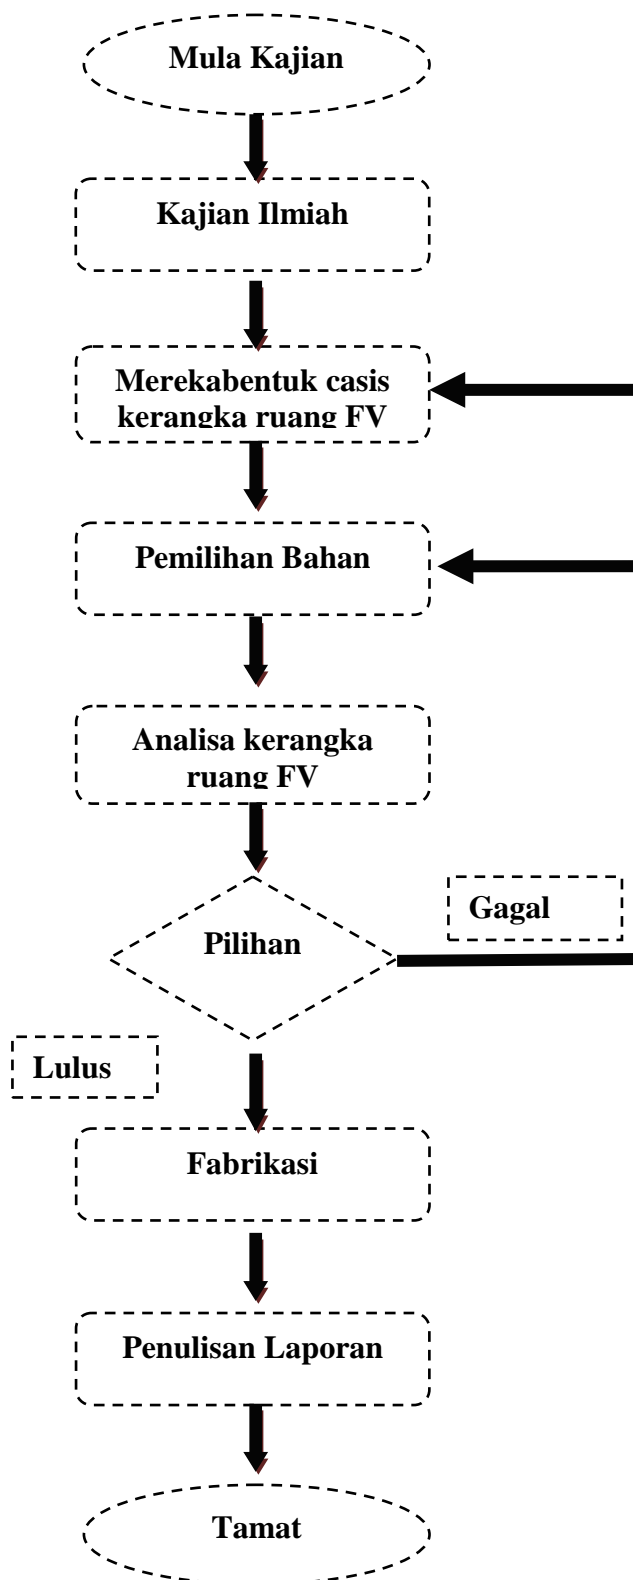 Mula Kajian
Kajian Ilmiah
Merekabentuk casis
kerangka ruang FV
Pemilihan Bahan
Analisa kerangka
ruang FV
Pilihan
Gagal
Lulus
Fabrikasi
Penulisan Laporan
Tamat